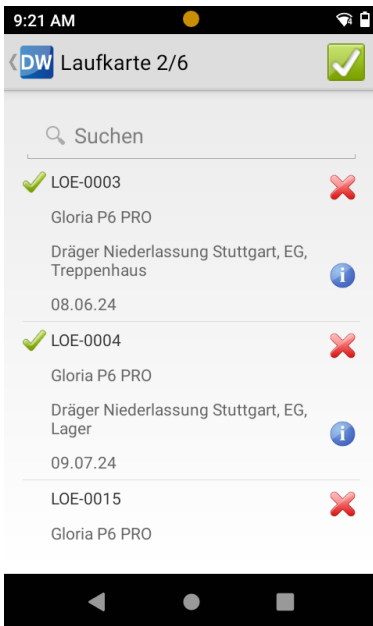 9:21 AM
DW Laufkarte 2/6
Suchen
LOE-0003
Gloria P6 PRO
Dräger Niederlassung Stuttgart, EG,
Treppenhaus
08.06.24
LOE-0004
Gloria P6 PRO
Dräger Niederlassung Stuttgart, EG,
Lager
09.07.24
LOE-0015
Gloria P6 PRO